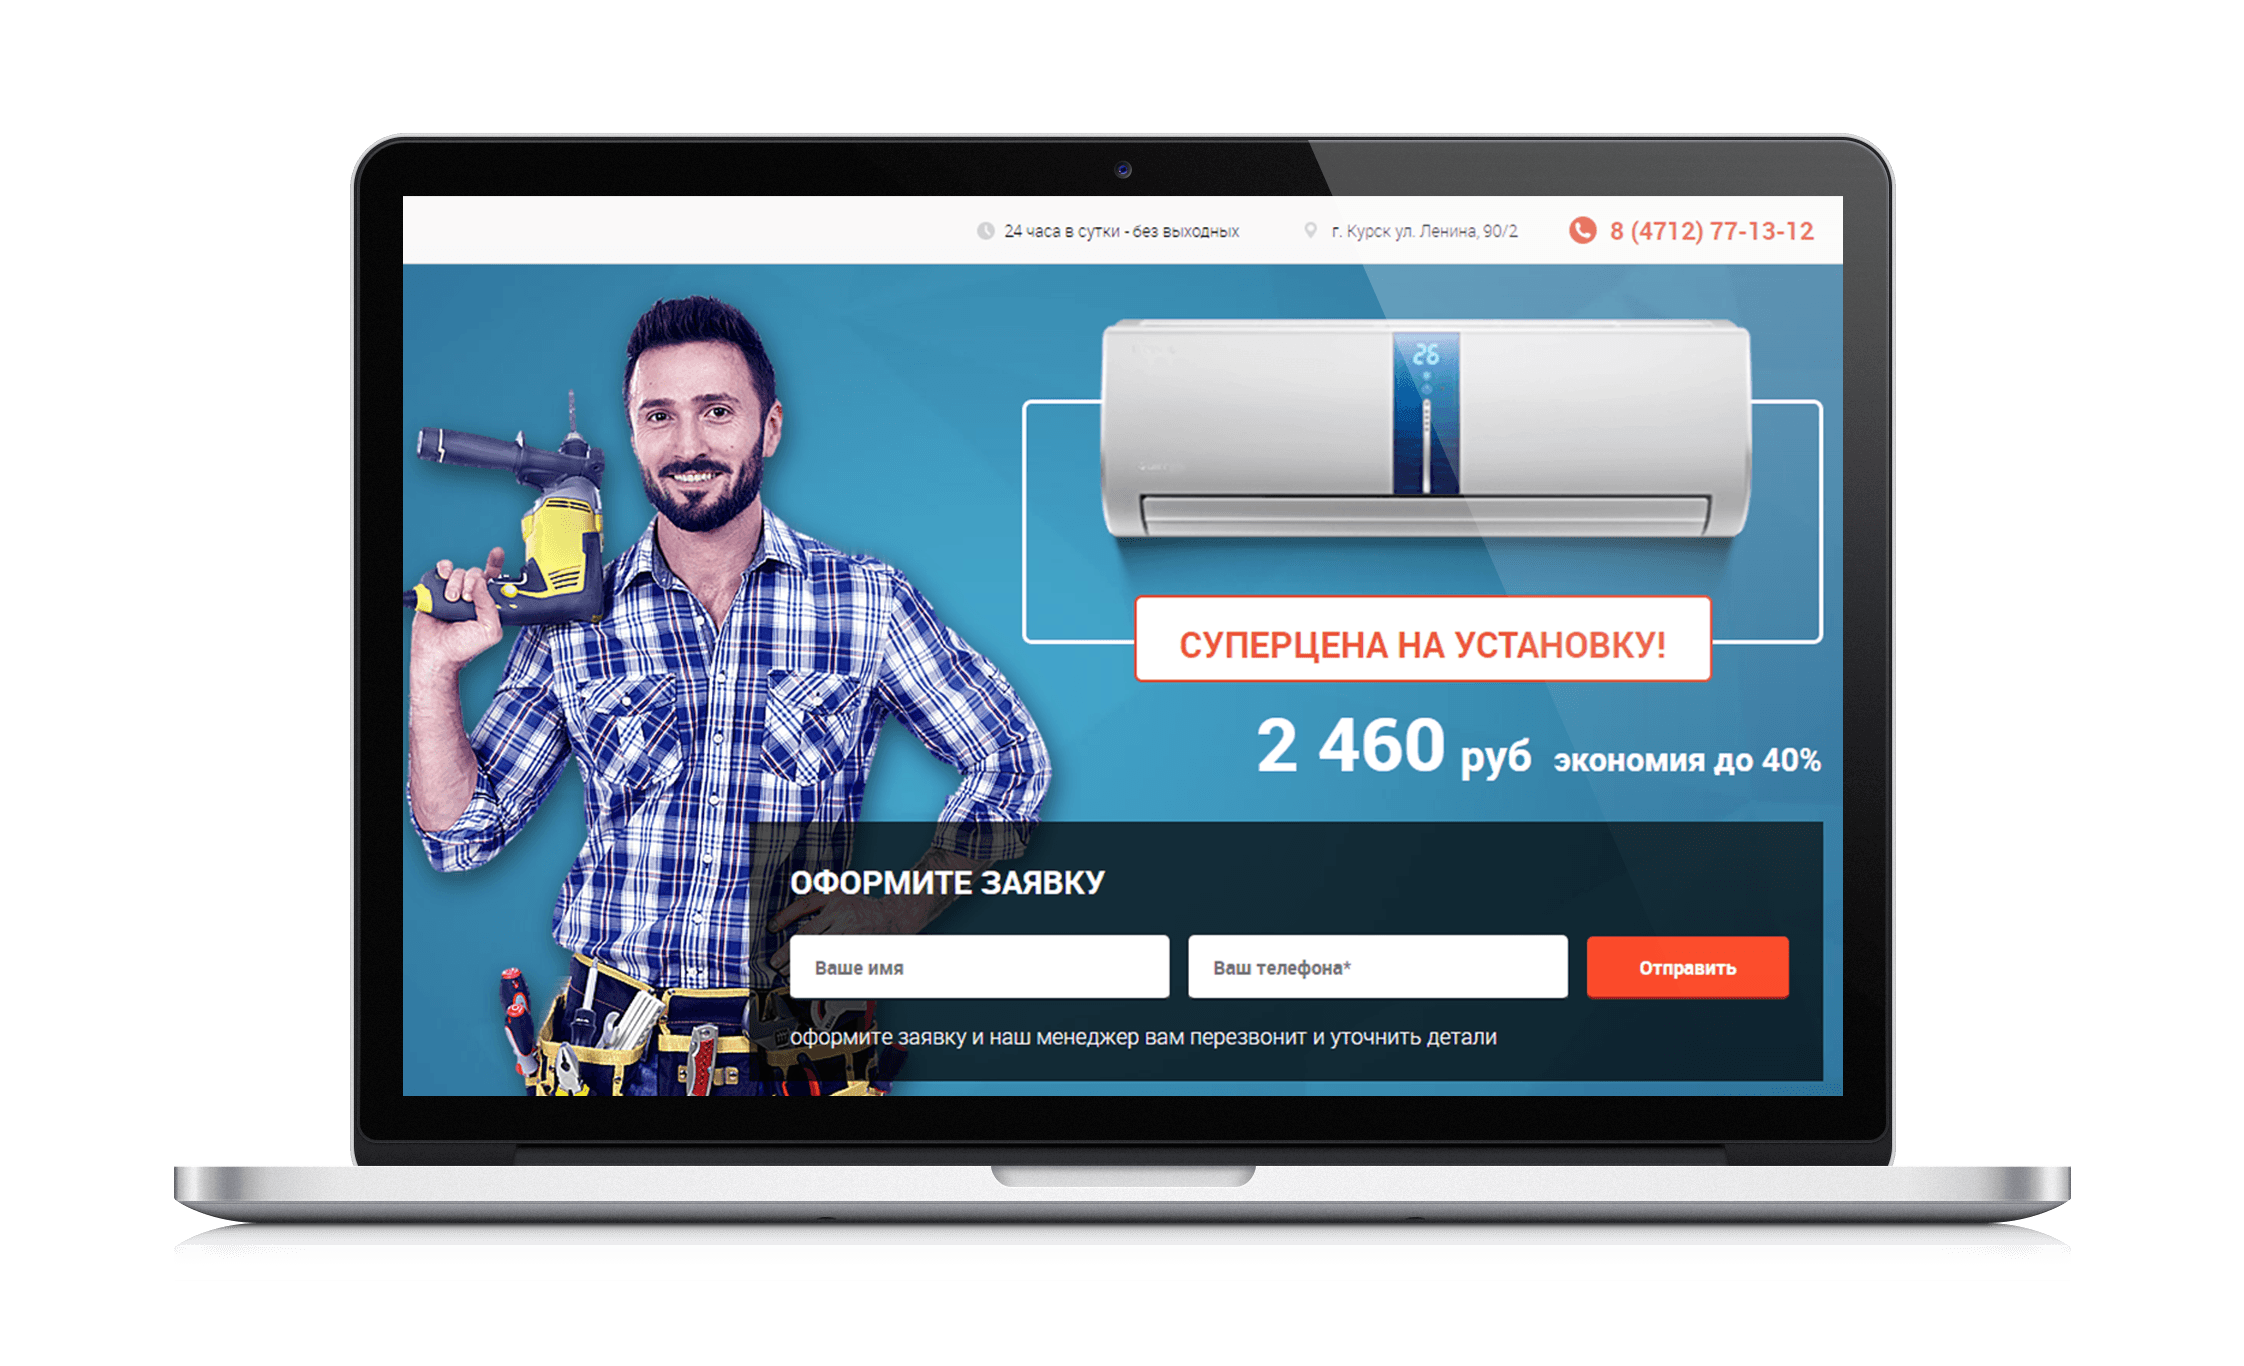 24 часа в сутки - без выходных
г. Курск ул. Ленина, 90/2
8 (4712) 77-13-12
26
СУПЕРЦЕНА НА УСТАНОВКУ!
2 460 руб экономия до 40%
ОФОРМИТЕ ЗАЯВКУ
Ваше имя
Ваш телефона*
Отправить
оформите заявку и наш менеджер вам перезвонит и уточнить детали